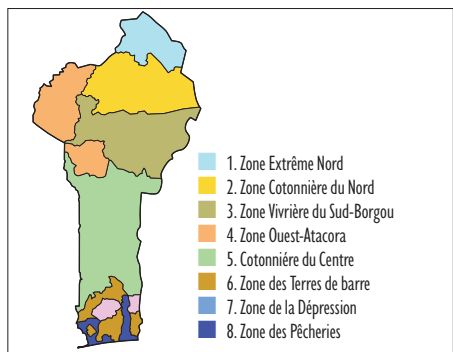 1. Zone Extrême Nord
2. Zone Cotonnière du Nord
3. Zone Vivrière du Sud-Borgou
4. Zone Ouest-Atacora
5. Cotonniére du Centre
6. Zone des Terres de barre
7. Zone de la Dépression
8. Zone des Pêcheries